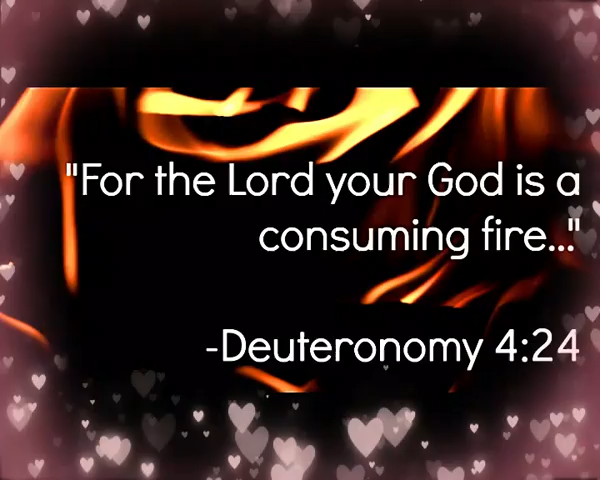 "For the Lord your God is a
consuming fire..."
-Deuteronomy 4:24